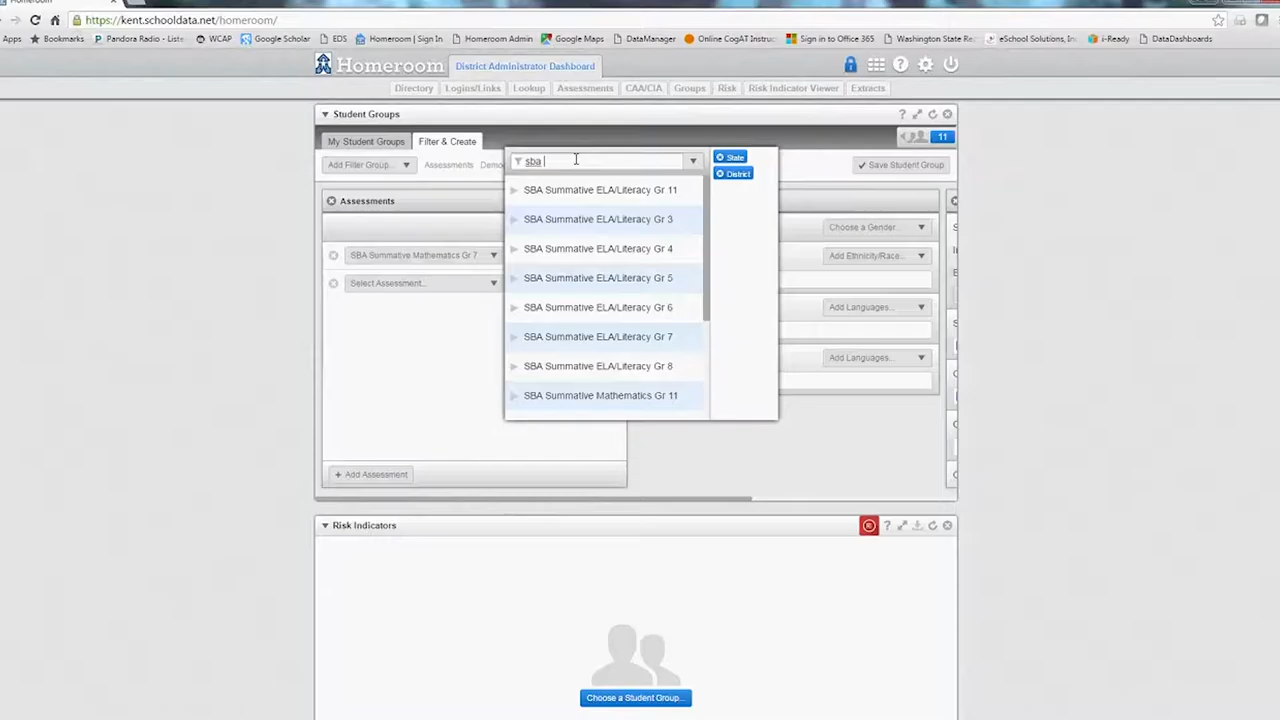 Homeroom
https://kent.schooldata.net/homeroom/
Apps Bookmarks Pandora Radio - Liste WCAP Google Scholar EDS Homeroom | Sign In Homeroom Admin Google Maps DataManager Online CogAT Instruc Sign in to Office 365 Washington State Re eSchool Solutions, In i-Ready DataDashboards
Homeroom District Administrator Dashboard
Directory Logins/Links Lookup Assessments CAA/CIA Groups Risk Risk Indicator Viewer Extracts
Student Groups
My Student Groups Filter & Create 11
Add Filter Group... Assessments Demo Save Student Group
sba
State
District
SBA Summative ELA/Literacy Gr 11
SBA Summative ELA/Literacy Gr 3
SBA Summative ELA/Literacy Gr 4
SBA Summative ELA/Literacy Gr 5
SBA Summative ELA/Literacy Gr 6
SBA Summative ELA/Literacy Gr 7
SBA Summative ELA/Literacy Gr 8
SBA Summative Mathematics Gr 11
Assessments
SBA Summative Mathematics Gr 7
Select Assessment...
+ Add Assessment
Choose a Gender...
Add Ethnicity/Race...
Add Languages...
Add Languages...
Risk Indicators
Choose a Student Group...